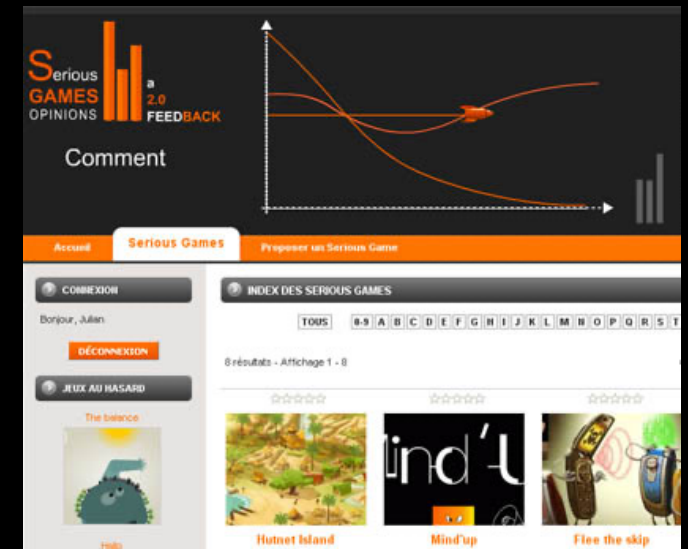 Serious
GAMES
OPINIONS
a
2.0
FEEDBACK
Comment
Accueil
Serious Games
Proposer un Serious Game
CONNEXION
Bonjour, Julian
DÉCONNEXION
JEUX AU HASARD
The balance
Hello
INDEX DES SERIOUS GAMES
TOUS 0-9 A B C D E F G H I J K L M N O P Q R S T
8 résultats - Affichage 1 - 8
Mind'U
Hutnet Island
Mind'up
Flee the skip